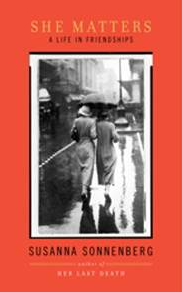 SHE MATTERS
A LIFE IN FRIENDSHIPS
SUSANNA SONNENBERG
author of
HER LAST DEATH